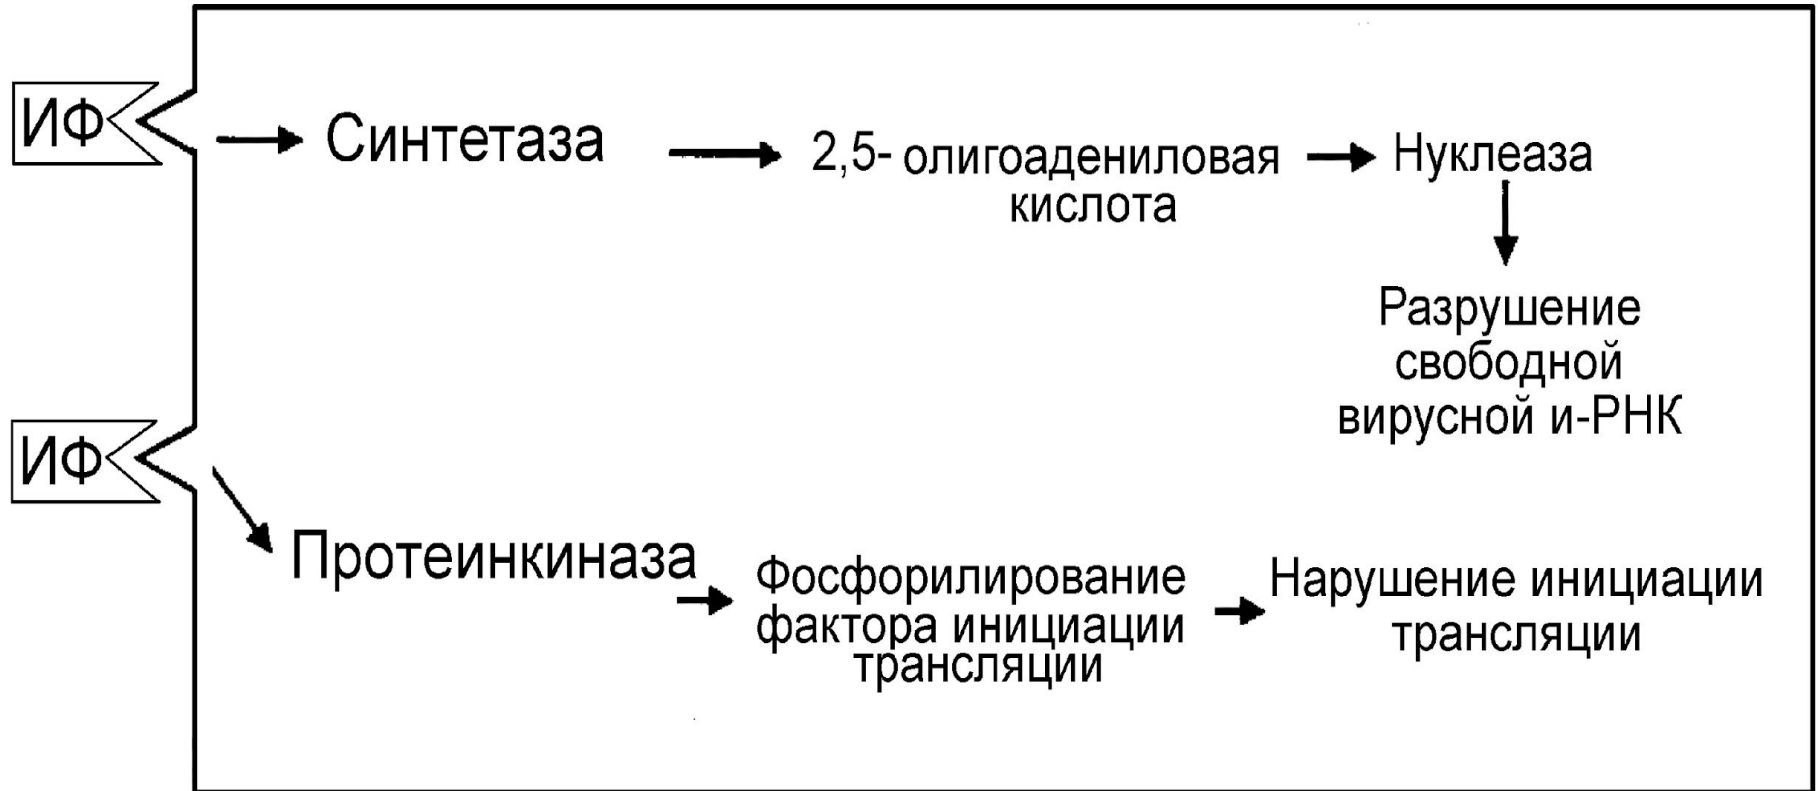 ИФ
Синтетаза
2,5- олигоадениловая
кислота
Нуклеаза
Разрушение
свободной
вирусной и-РНК
ИФ
Протеинкиназа
Фосфорилирование
фактора инициации
трансляции
Нарушение инициации
трансляции